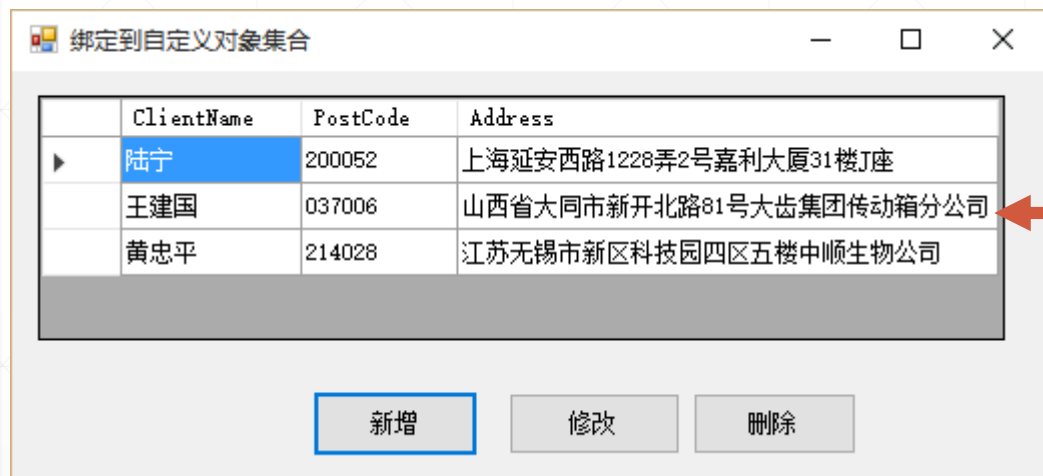 绑定到自定义对象集合
ClientName PostCode Address
陆宁 200052 上海延安西路1228弄2号嘉利大厦31楼J座
王建国 037006 山西省大同市新开北路81号大齿集团传动箱分公司
黄忠平 214028 江苏无锡市新区科技园四区五楼中顺生物公司
新增 修改 删除